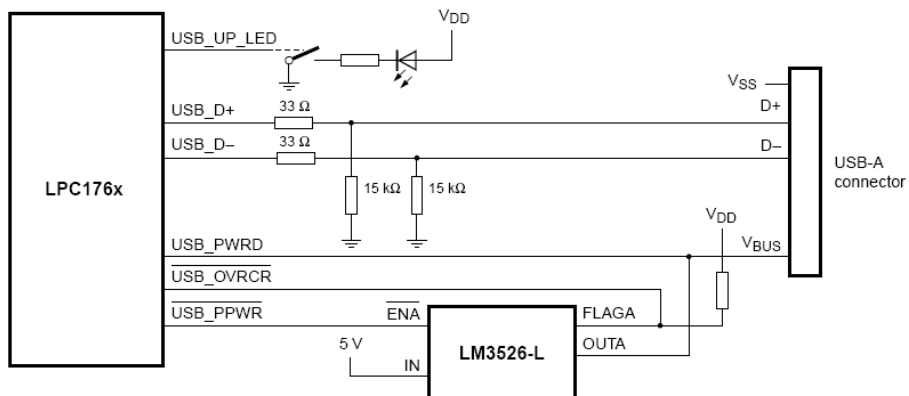 USB_UP_LED
VDD
VSS
USB_D+
33 Ω
D+
USB_D–
33 Ω
D–
LPC176x
15 kΩ
15 kΩ
USB-A
connector
VDD
USB_PWRD
VBUS
USB_OVRCR
USB_PPWR
ENA
FLAGA
5 V
IN
LM3526-L
OUTA